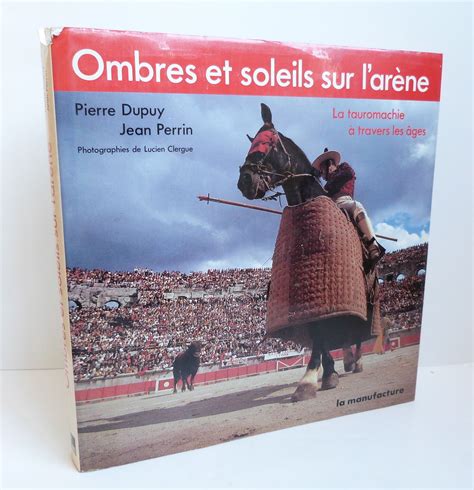 Ombres et soleils sur l'arène
Pierre Dupuy
Jean Perrin
Photographies de Lucien Clergue
La tauromachie
à travers les âges
la manufacture